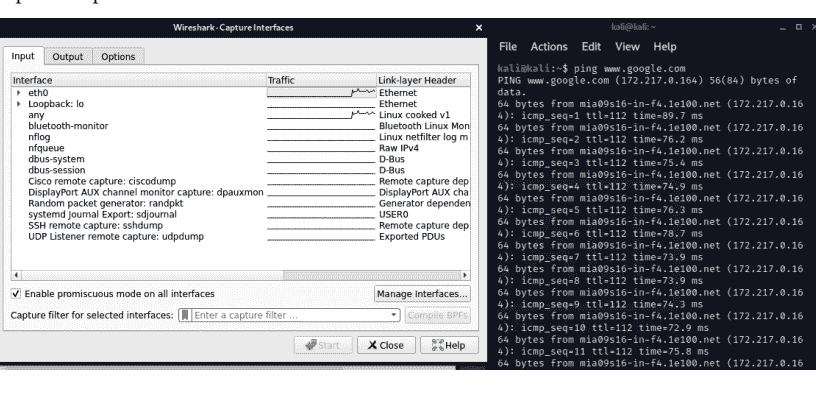 Wireshark · Capture Interfaces
Input Output Options
Interface Traffic Link-layer Header
eth0 Ethernet
Loopback: lo Ethernet
any Linux cooked v1
bluetooth-monitor Bluetooth Linux Mon
nflog Linux netfilter log m
nfqueue Raw IPv4
dbus-system D-Bus
dbus-session D-Bus
Cisco remote capture: ciscodump Remote capture dep
DisplayPort AUX channel monitor capture: dpauxmon DisplayPort AUX cha
Random packet generator: randpkt Generator dependen
systemd Journal Export: sdjournal USER0
SSH remote capture: sshdump Remote capture dep
UDP Listener remote capture: udpdump Exported PDUs
Enable promiscuous mode on all interfaces Manage Interfaces...
Capture filter for selected interfaces: Enter a capture filter ... Compile BPFs
Start Close Help
kali@kali: ~
File Actions Edit View Help
kali@kali:~$ ping www.google.com
PING www.google.com (172.217.0.164) 56(84) bytes of
data.
64 bytes from mia09s16-in-f4.1e100.net (172.217.0.16
4): icmp_seq=1 ttl=112 time=89.7 ms
64 bytes from mia09s16-in-f4.1e100.net (172.217.0.16
4): icmp_seq=2 ttl=112 time=76.2 ms
64 bytes from mia09s16-in-f4.1e100.net (172.217.0.16
4): icmp_seq=3 ttl=112 time=75.4 ms
64 bytes from mia09s16-in-f4.1e100.net (172.217.0.16
4): icmp_seq=4 ttl=112 time=74.9 ms
64 bytes from mia09s16-in-f4.1e100.net (172.217.0.16
4): icmp_seq=5 ttl=112 time=76.3 ms
64 bytes from mia09s16-in-f4.1e100.net (172.217.0.16
4): icmp_seq=6 ttl=112 time=78.7 ms
64 bytes from mia09s16-in-f4.1e100.net (172.217.0.16
4): icmp_seq=7 ttl=112 time=73.9 ms
64 bytes from mia09s16-in-f4.1e100.net (172.217.0.16
4): icmp_seq=8 ttl=112 time=73.9 ms
64 bytes from mia09s16-in-f4.1e100.net (172.217.0.16
4): icmp_seq=9 ttl=112 time=74.3 ms
64 bytes from mia09s16-in-f4.1e100.net (172.217.0.16
4): icmp_seq=10 ttl=112 time=72.9 ms
64 bytes from mia09s16-in-f4.1e100.net (172.217.0.16
4): icmp_seq=11 ttl=112 time=75.8 ms
64 bytes from mia09s16-in-f4.1e100.net (172.217.0.16